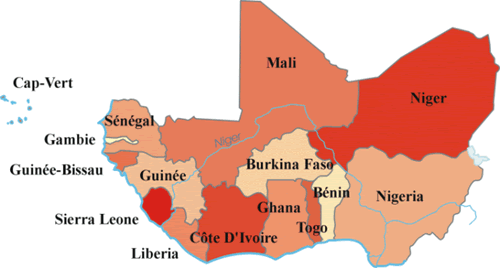 Mali
Cap-Vert
Niger
Sénégal
Niger
Gambie
Burkina Faso
Guinée-Bissau
Guinée
Bénin
Nigeria
Ghana
Sierra Leone
Togo
Côte D'Ivoire
Liberia